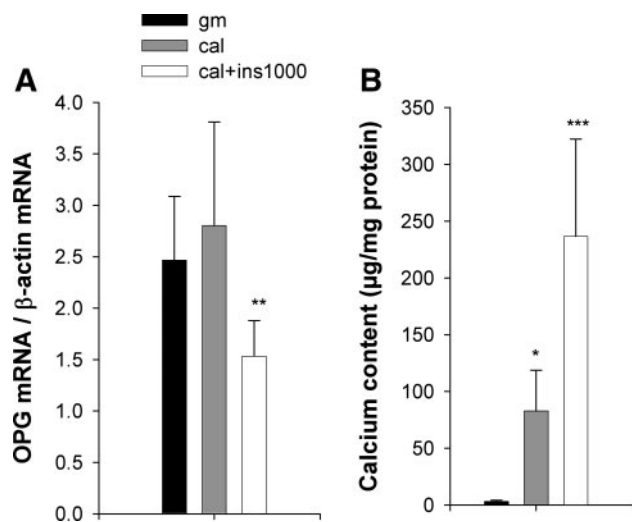 gm
cal
cal+ins1000
A
OPG mRNA / β-actin mRNA
4.0
3.5
3.0
2.5
2.0
1.5
1.0
0.5
0.0
**
B
Calcium content (μg/mg protein)
350
300
250
200
150
100
50
0
*
***